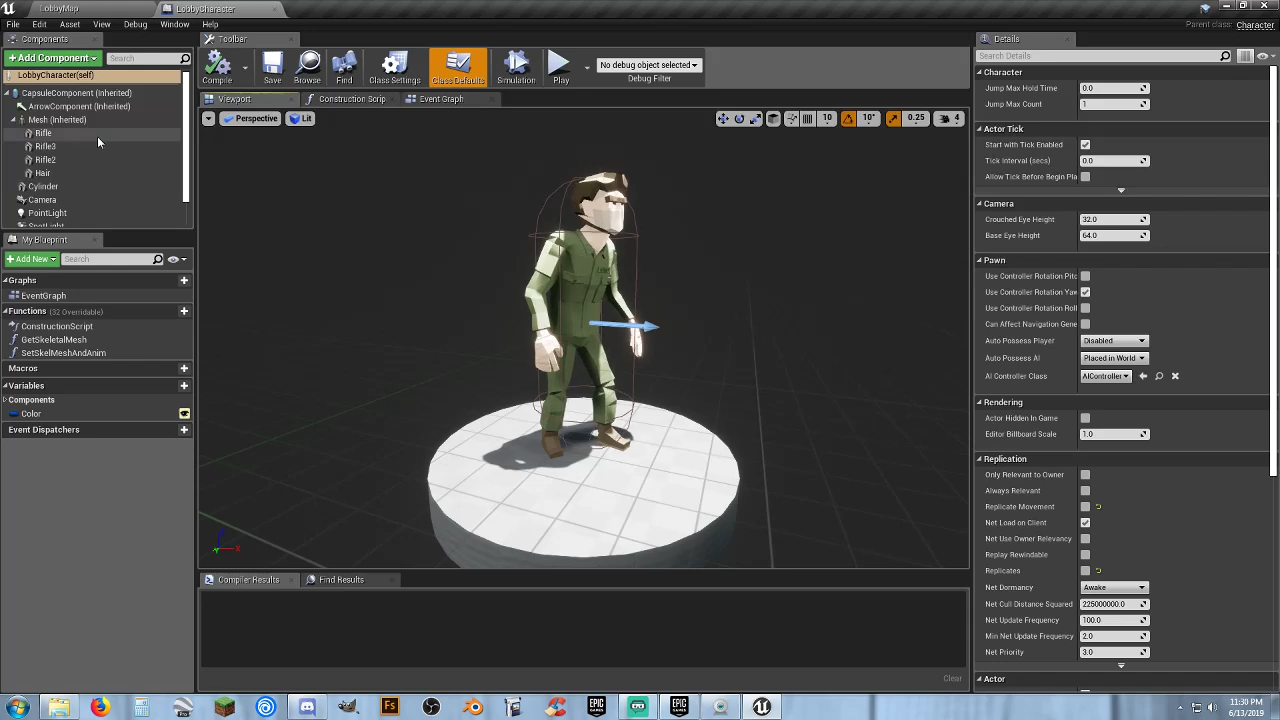 LobbyMap
LobbyCharacter
File Edit Asset View Debug Window Help
Parent class: Character
Components
Toolbar
Details
+ Add Component
Search
Search Details
LobbyCharacter(self)
CapsuleComponent (Inherited)
ArrowComponent (Inherited)
Mesh (Inherited)
Rifle
Rifle3
Rifle2
Hair
Cylinder
Camera
PointLight
SpotLight
Compile
Save
Browse
Find
Class Settings
Class Defaults
Simulation
Play
No debug object selected
Debug Filter
Viewport
Construction Scrip
Event Graph
Perspective
Lit
10
10°
0.25
4
My Blueprint
+ Add New
Search
Graphs
EventGraph
Functions (32 Overridable)
ConstructionScript
GetSkeletalMesh
SetSkelMeshAndAnim
Macros
Variables
Components
Color
Event Dispatchers
Compiler Results
Find Results
Clear
Character
Jump Max Hold Time 0.0
Jump Max Count 1
Actor Tick
Start with Tick Enabled
Tick Interval (secs) 0.0
Allow Tick Before Begin Pla
Camera
Crouched Eye Height 32.0
Base Eye Height 64.0
Pawn
Use Controller Rotation Pitc
Use Controller Rotation Yaw
Use Controller Rotation Roll
Can Affect Navigation Gene
Auto Possess Player Disabled
Auto Possess AI Placed in World
AI Controller Class AIController
Rendering
Actor Hidden In Game
Editor Billboard Scale 1.0
Replication
Only Relevant to Owner
Always Relevant
Replicate Movement
Net Load on Client
Net Use Owner Relevancy
Replay Rewindable
Replicates
Net Dormancy Awake
Net Cull Distance Squared 225000000.0
Net Update Frequency 100.0
Min Net Update Frequency 2.0
Net Priority 3.0
Actor
Fs
EPIC GAMES
EPIC GAMES
11:30 PM
6/13/2019